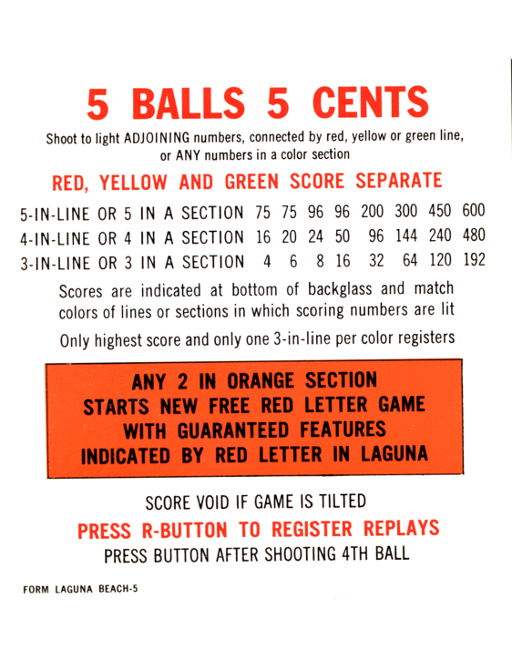 5 BALLS 5 CENTS
Shoot to light ADJOINING numbers, connected by red, yellow or green line,
or ANY numbers in a color section
RED, YELLOW AND GREEN SCORE SEPARATE
5-IN-LINE OR 5 IN A SECTION 75 75 96 96 200 300 450 600
4-IN-LINE OR 4 IN A SECTION 16 20 24 50 96 144 240 480
3-IN-LINE OR 3 IN A SECTION 4 6 8 16 32 64 120 192
Scores are indicated at bottom of backglass and match
colors of lines or sections in which scoring numbers are lit
Only highest score and only one 3-in-line per color registers
ANY 2 IN ORANGE SECTION
STARTS NEW FREE RED LETTER GAME
WITH GUARANTEED FEATURES
INDICATED BY RED LETTER IN LAGUNA
SCORE VOID IF GAME IS TILTED
PRESS R-BUTTON TO REGISTER REPLAYS
PRESS BUTTON AFTER SHOOTING 4TH BALL
FORM LAGUNA BEACH-5